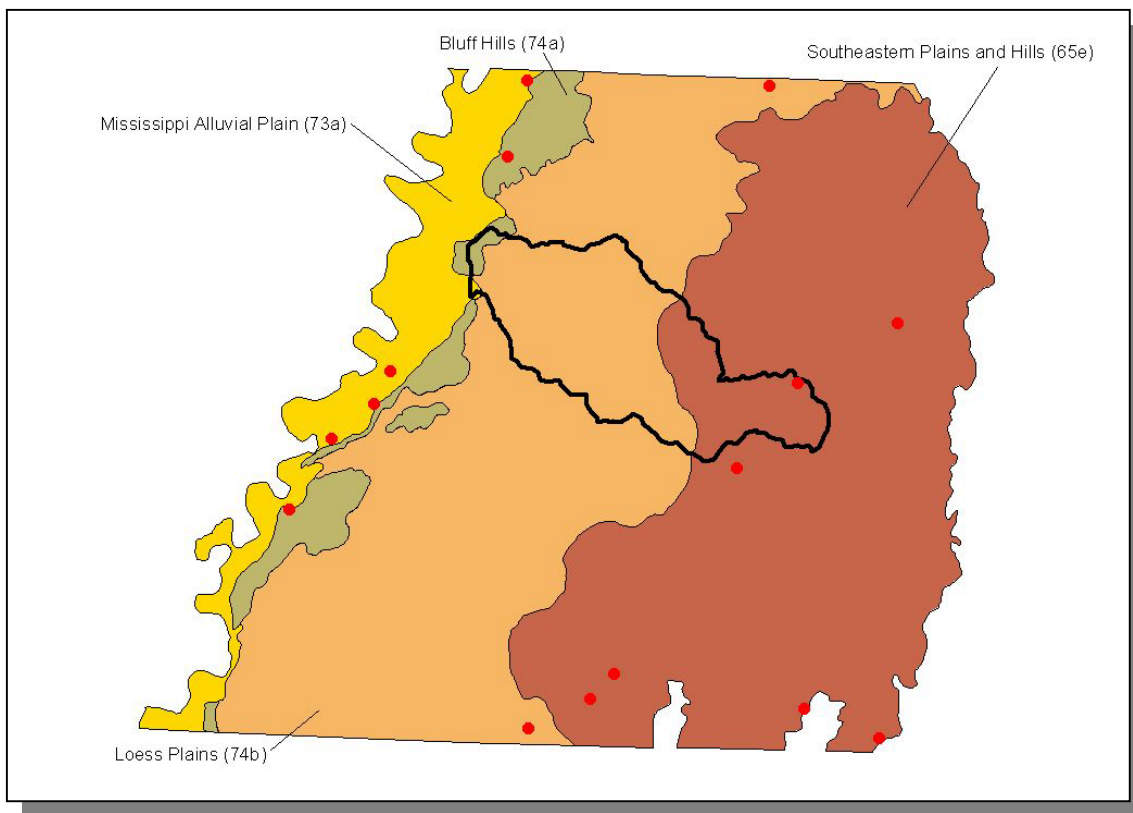 Bluff Hills (74a)
Southeastern Plains and Hills (65e)
Mississippi Alluvial Plain (73a)
Loess Plains (74b)